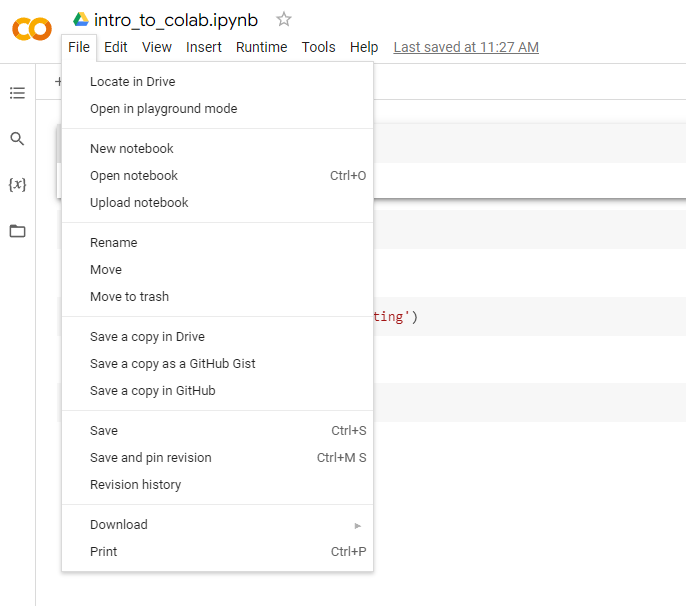 intro_to_colab.ipynb
File Edit View Insert Runtime Tools Help Last saved at 11:27 AM
+
Locate in Drive
Open in playground mode
New notebook
Open notebook Ctrl+O
Upload notebook
{x}
Rename
Move
Move to trash
ting')
Save a copy in Drive
Save a copy as a GitHub Gist
Save a copy in GitHub
Save Ctrl+S
Save and pin revision Ctrl+M S
Revision history
Download
Print Ctrl+P